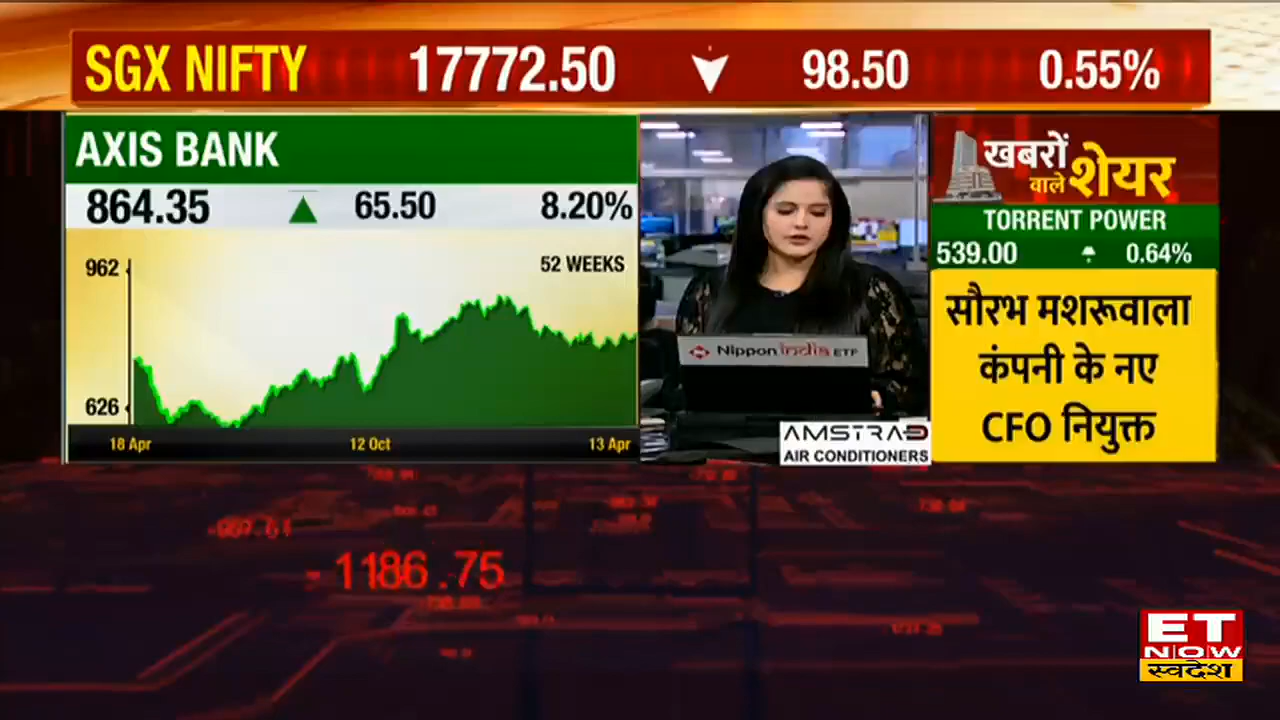 SGX NIFTY 17772.50 98.50 0.55%
AXIS BANK
864.35 65.50 8.20%
52 WEEKS
962
626
18 Apr 12 Oct 13 Apr
Nippon india ETF
AMSTRAD
AIR CONDITIONERS
खबरों
वाले शेयर
TORRENT POWER
539.00 0.64%
सौरभ मशरूवाला
कंपनी के नए
CFO नियुक्त
-1186.75
ET
NOW
स्वदेश